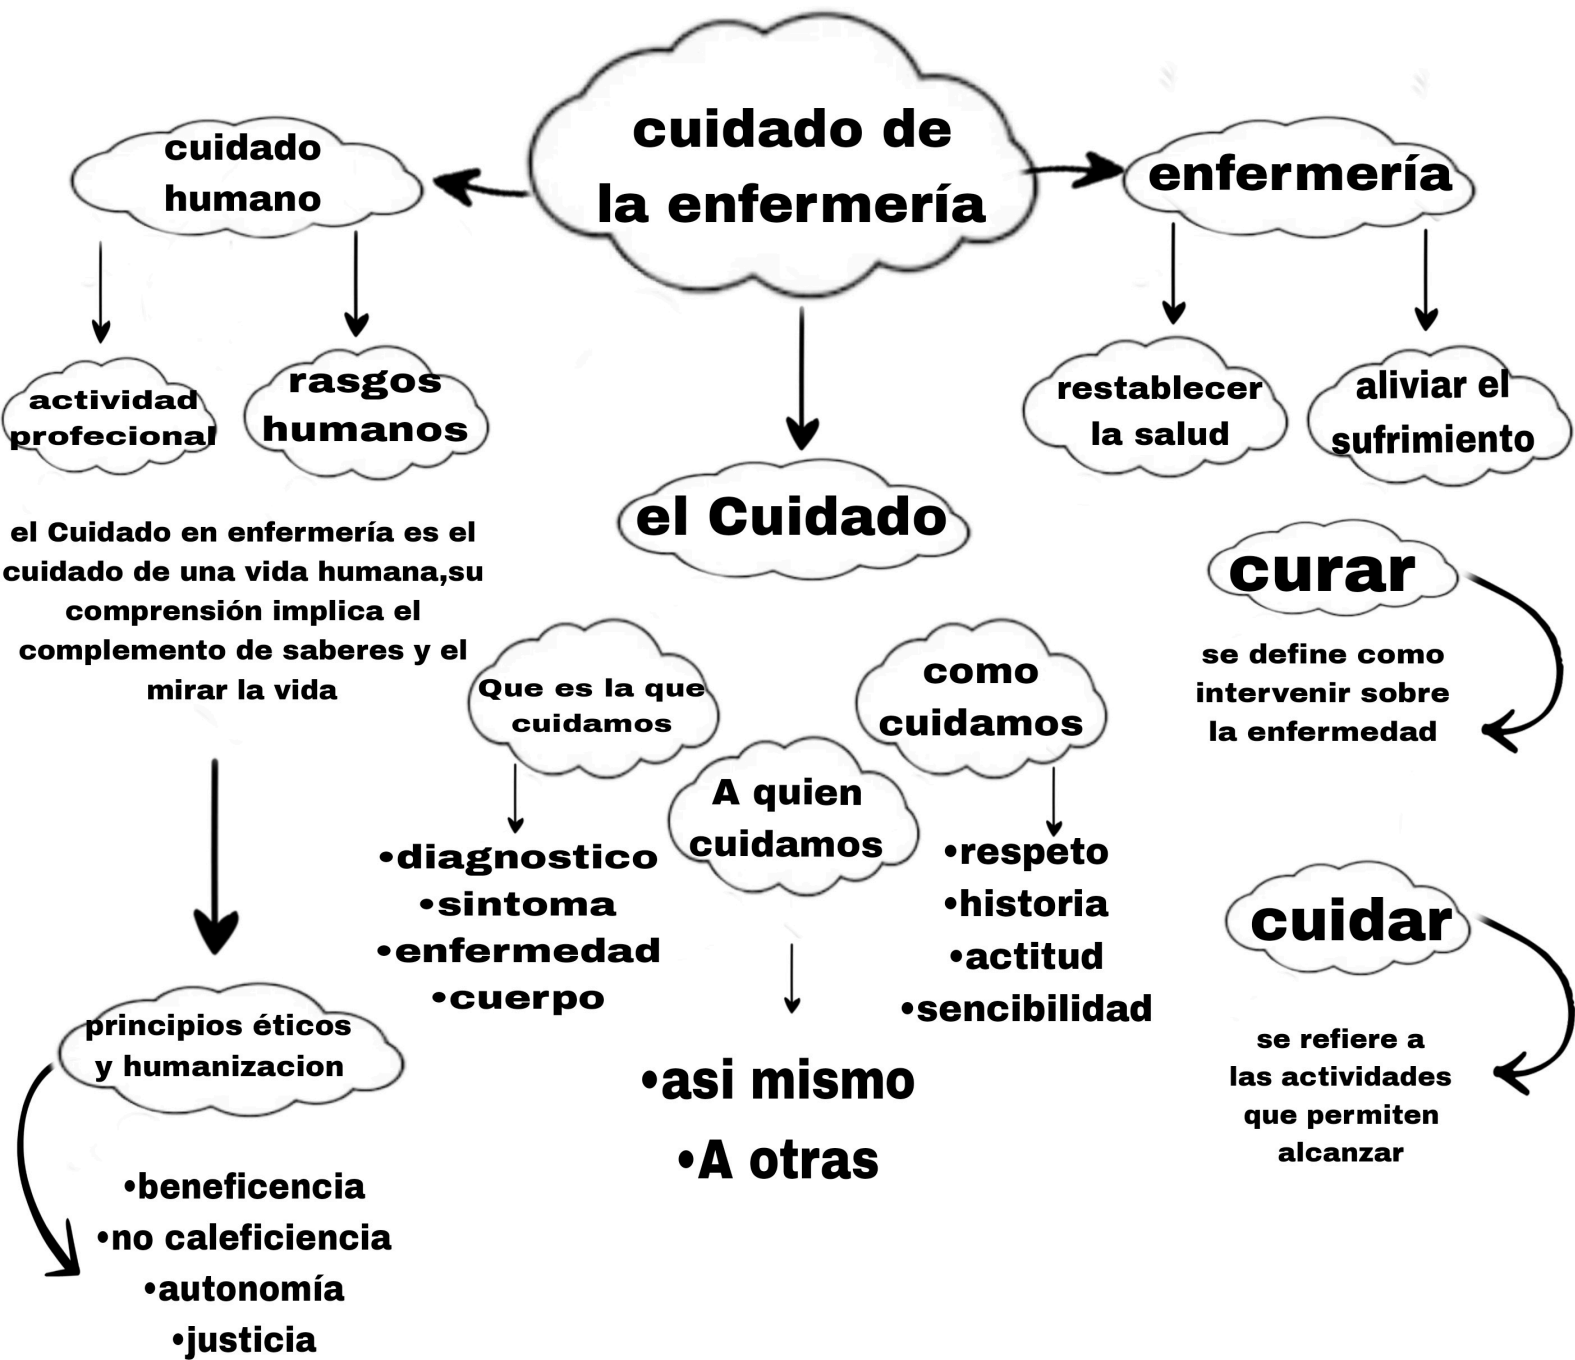 cuidado de
la enfermería
cuidado
humano
enfermería
actividad
profecional
rasgos
humanos
restablecer
la salud
aliviar el
sufrimiento
el Cuidado en enfermería es el
cuidado de una vida humana,su
comprensión implica el
complemento de saberes y el
mirar la vida
el Cuidado
curar
se define como
intervenir sobre
la enfermedad
Que es la que
cuidamos
A quien
cuidamos
como
cuidamos
•diagnostico
•sintoma
•enfermedad
•cuerpo
•respeto
•historia
•actitud
•sencibilidad
•asi mismo
•A otras
cuidar
se refiere a
las actividades
que permiten
alcanzar
principios éticos
y humanizacion
•beneficencia
•no caleficiencia
•autonomía
•justicia